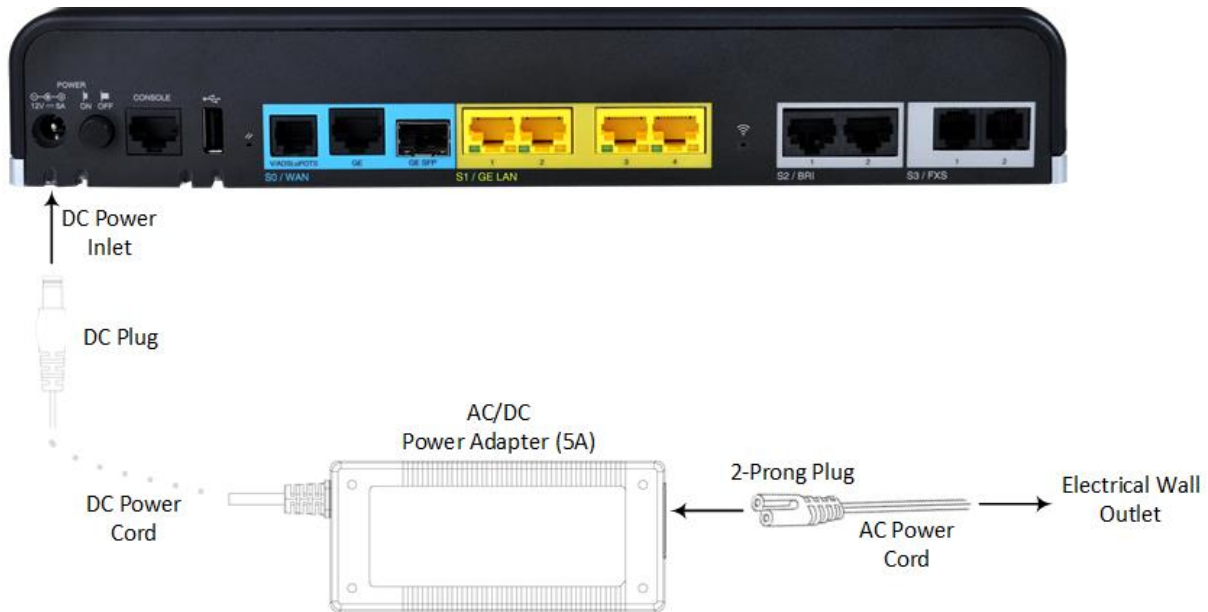 POWER
12V 5A ON OFF
CONSOLE
V/ADSLoPOTS
GE
GE SFP
S0 / WAN
1
2
3
4
S1 / GE LAN
1
2
S2 / BRI
1
2
S3 / FXS
DC Power
Inlet
DC Plug
DC Power
Cord
AC/DC
Power Adapter (5A)
2-Prong Plug
AC Power
Cord
Electrical Wall
Outlet